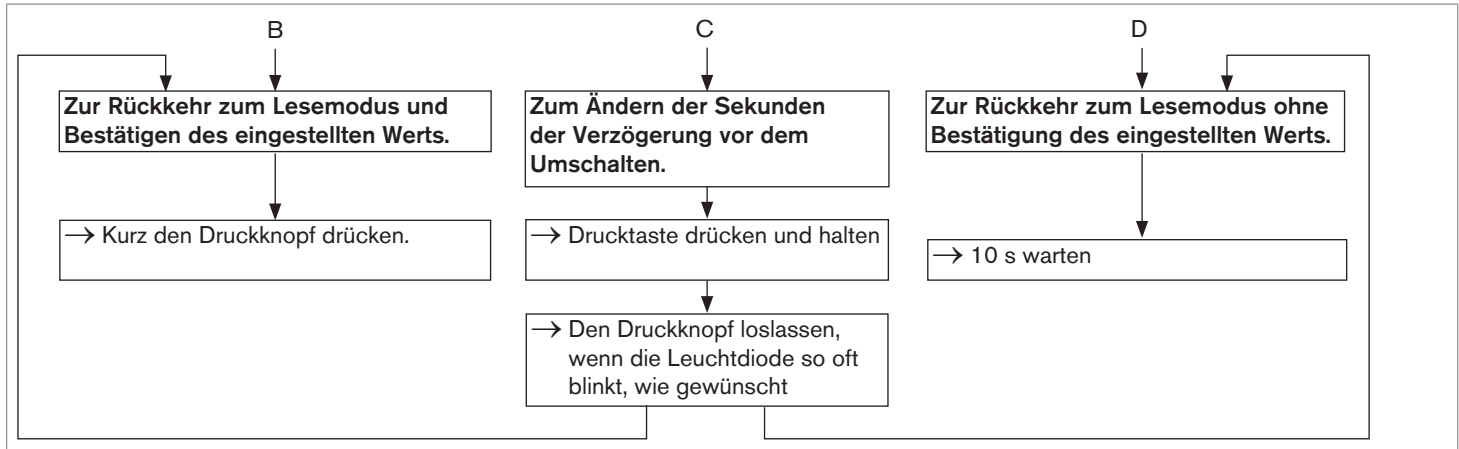 B
Zur Rückkehr zum Lesemodus und
Bestätigen des eingestellten Werts.
→ Kurz den Druckknopf drücken.
C
Zum Ändern der Sekunden
der Verzögerung vor dem
Umschalten.
→ Drucktaste drücken und halten
→ Den Druckknopf loslassen,
wenn die Leuchtdiode so oft
blinkt, wie gewünscht
D
Zur Rückkehr zum Lesemodus ohne
Bestätigung des eingestellten Werts.
→ 10 s warten